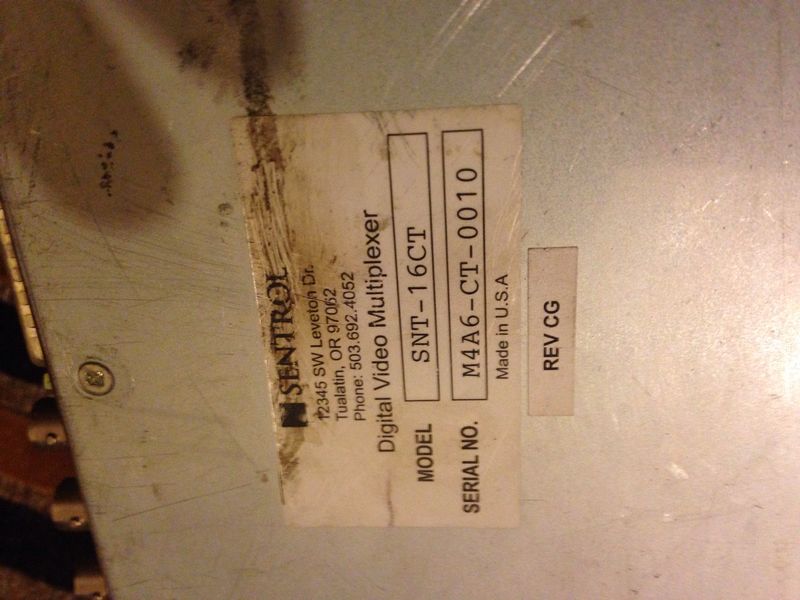 SENTROL
12345 SW Leveton Dr.
Tualatin, OR 97062
Phone: 503.692.4052
Digital Video Multiplexer
MODEL SNT-16CT
SERIAL NO. M4A6-CT-0010
Made in U.S.A
REV CG